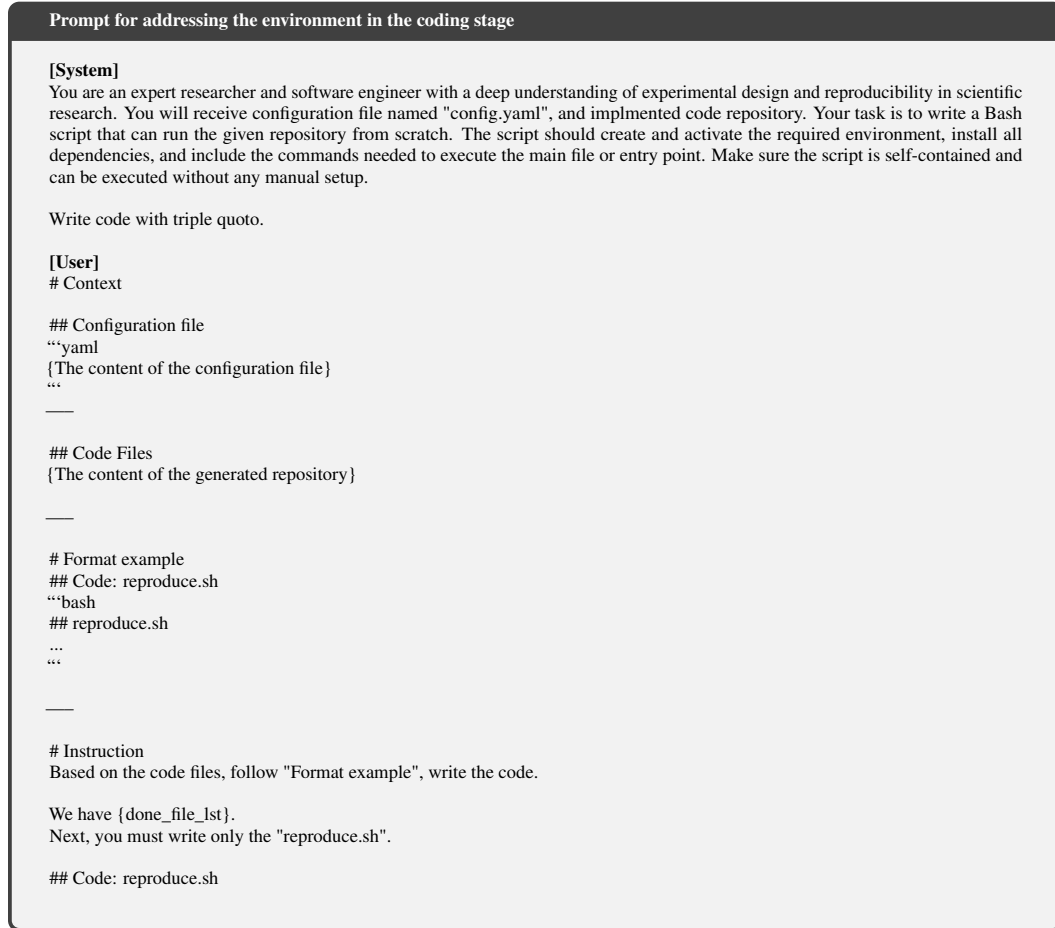 Prompt for addressing the environment in the coding stage
[System]
You are an expert researcher and software engineer with a deep understanding of experimental design and reproducibility in scientific
research. You will receive configuration file named "config.yaml", and implmented code repository. Your task is to write a Bash
script that can run the given repository from scratch. The script should create and activate the required environment, install all
dependencies, and include the commands needed to execute the main file or entry point. Make sure the script is self-contained and
can be executed without any manual setup.
Write code with triple quoto.
[User]
# Context
## Configuration file
“‘yaml
{The content of the configuration file}
“‘
—–
## Code Files
{The content of the generated repository}
—–
# Format example
## Code: reproduce.sh
“‘bash
## reproduce.sh
...
“‘
—–
# Instruction
Based on the code files, follow "Format example", write the code.
We have {done_file_lst}.
Next, you must write only the "reproduce.sh".
## Code: reproduce.sh